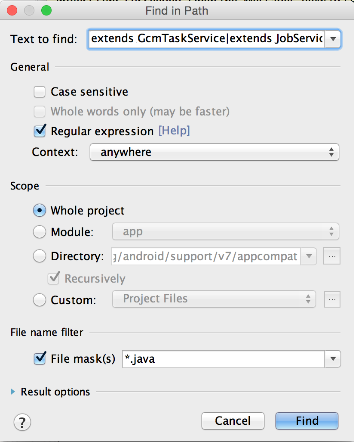 Find in Path
Text to find: extends GcmTaskService|extends JobServic
General
Case sensitive
Whole words only (may be faster)
Regular expression [Help]
Context: anywhere
Scope
Whole project
Module: app
Directory: g/android/support/v7/appcompat ...
Recursively
Custom: Project Files ...
File name filter
File mask(s) *.java
Result options
? Cancel Find